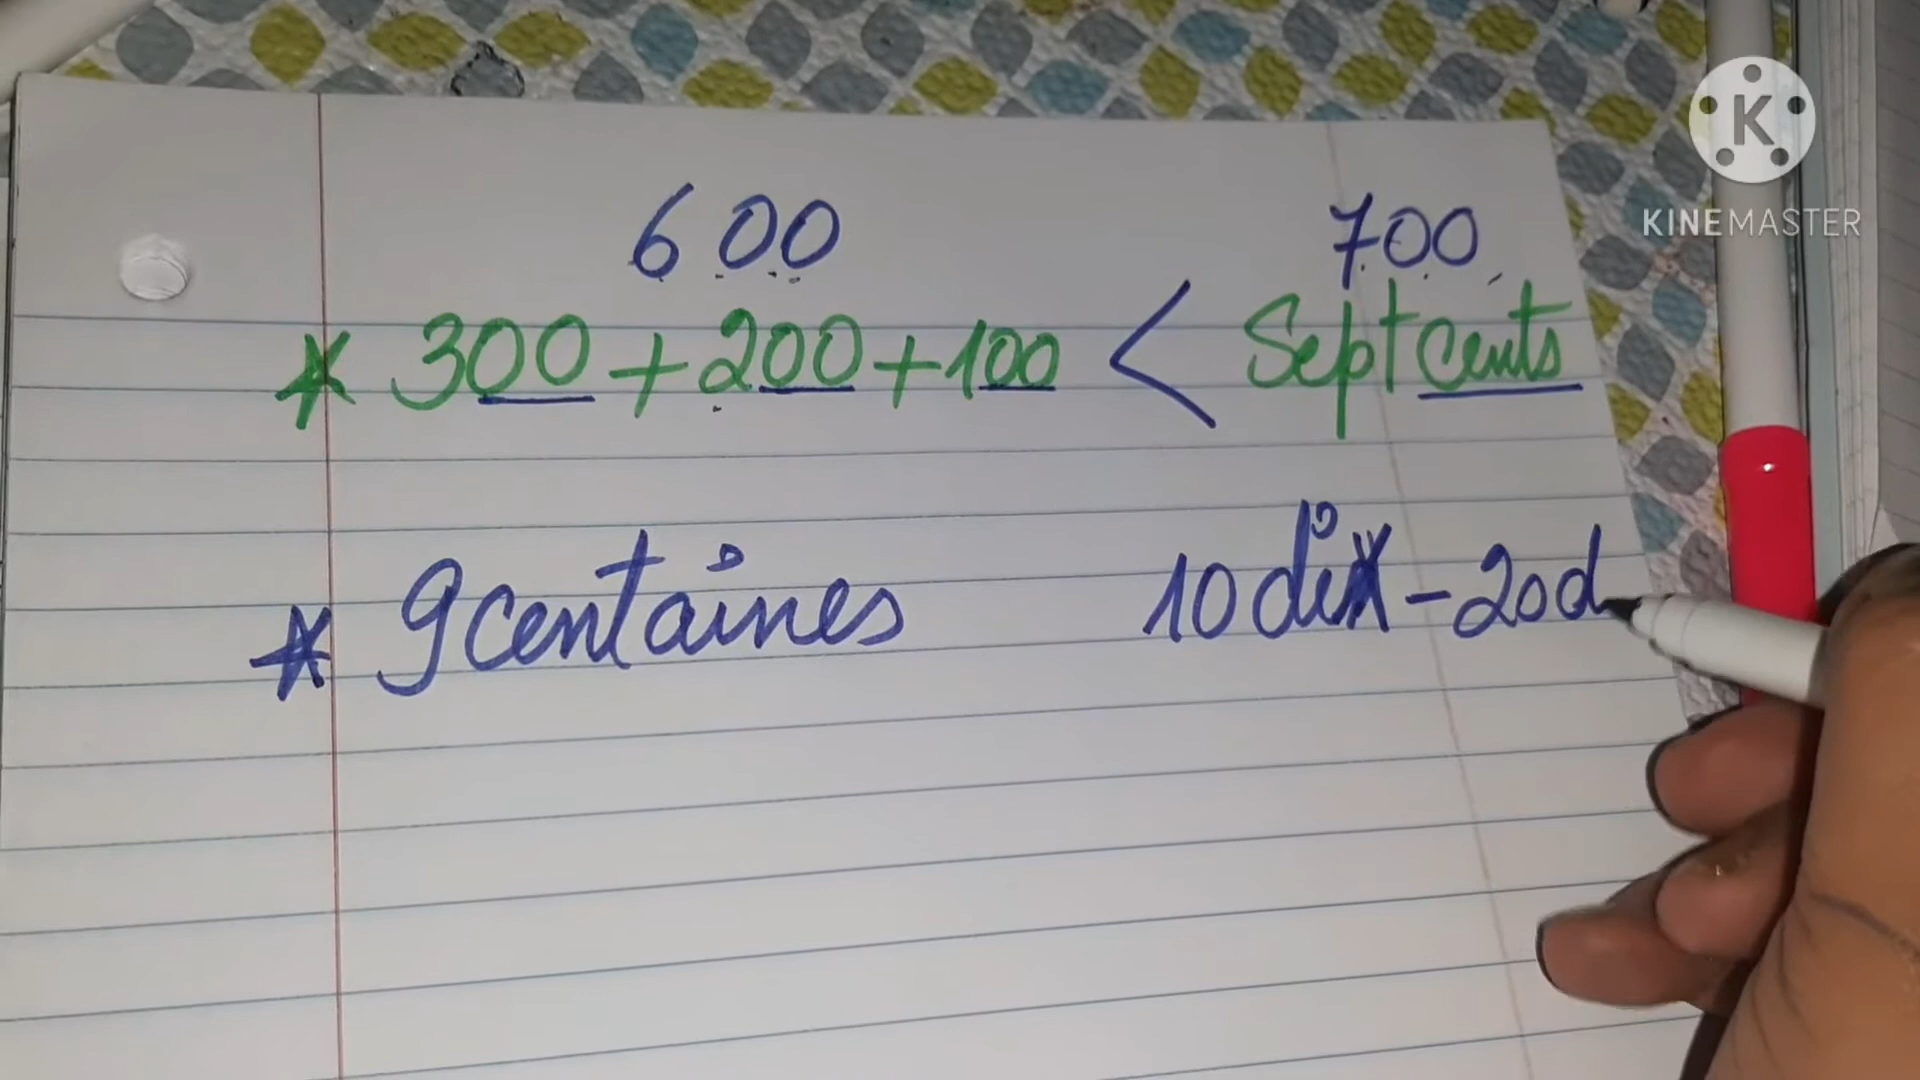 600 700
* 300 + 200 + 100 < Sept cents
* 9 centaines 10 dix - 20 d
K
KINEMASTER